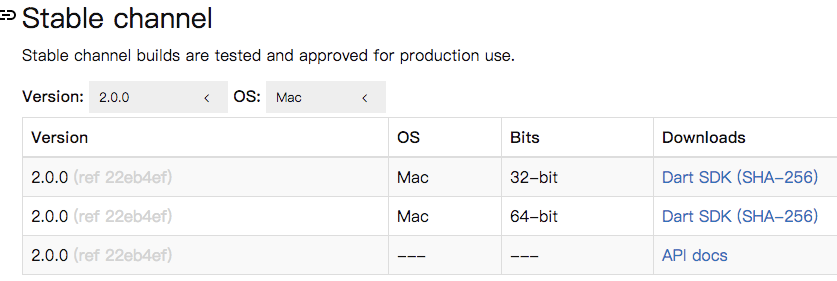 Stable channel
Stable channel builds are tested and approved for production use.
Version: 2.0.0 < OS: Mac <
Version OS Bits Downloads
2.0.0 (ref 22eb4ef) Mac 32-bit Dart SDK (SHA-256)
2.0.0 (ref 22eb4ef) Mac 64-bit Dart SDK (SHA-256)
2.0.0 (ref 22eb4ef) --- --- API docs